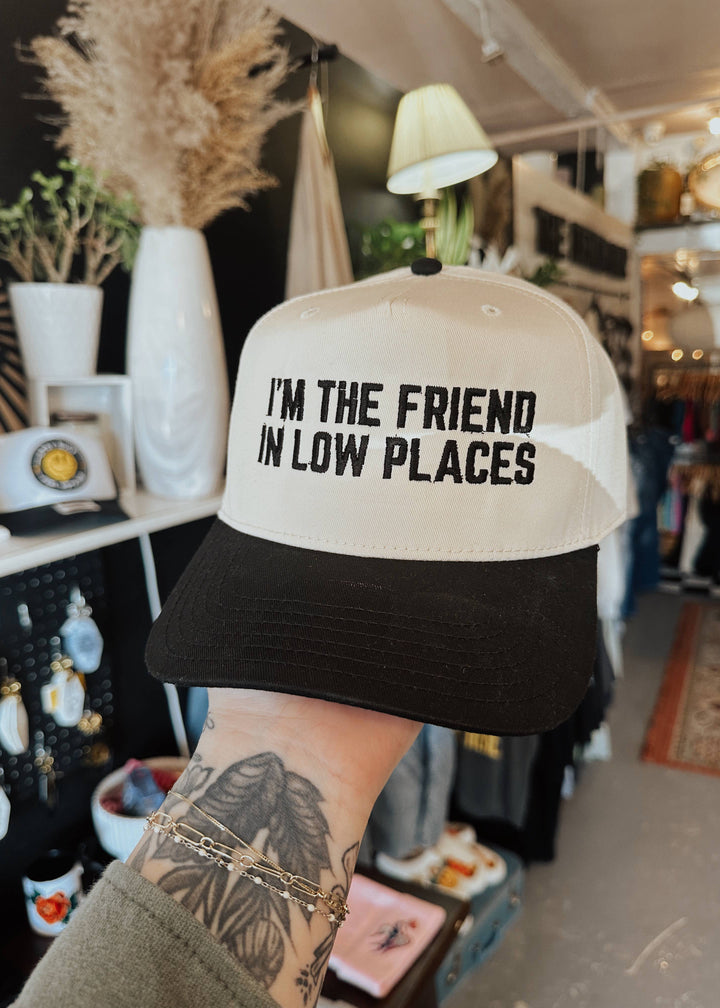 I'M THE FRIEND
IN LOW PLACES